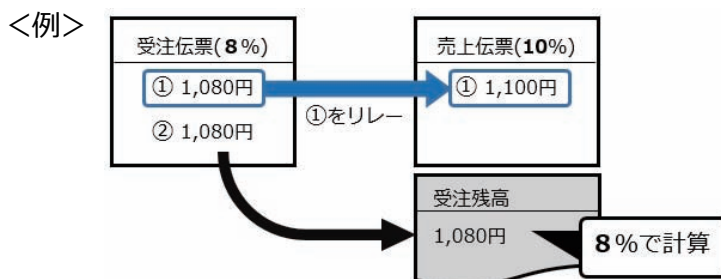 ＜例＞
受注伝票(8%)
① 1,080円
② 1,080円
①をリレー
売上伝票(10%)
① 1,100円
受注残高
1,080円
8%で計算